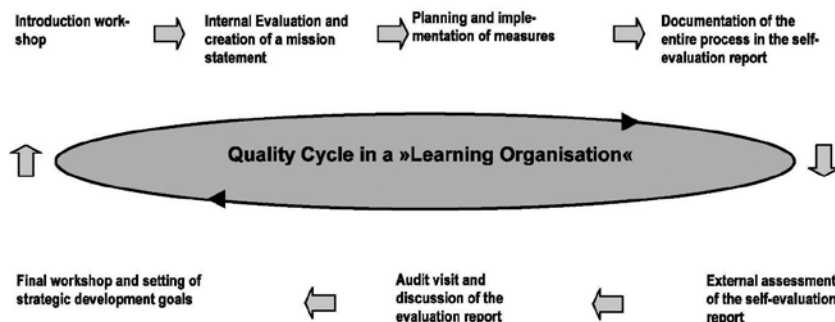 Introduction work-
shop
Internal Evaluation and
creation of a mission
statement
Planning and imple-
mentation of measures
Documentation of the
entire process in the self-
evaluation report
Quality Cycle in a »Learning Organisation«
Final workshop and setting of
strategic development goals
Audit visit and
discussion of the
evaluation report
External assessment
of the self-evaluation
report